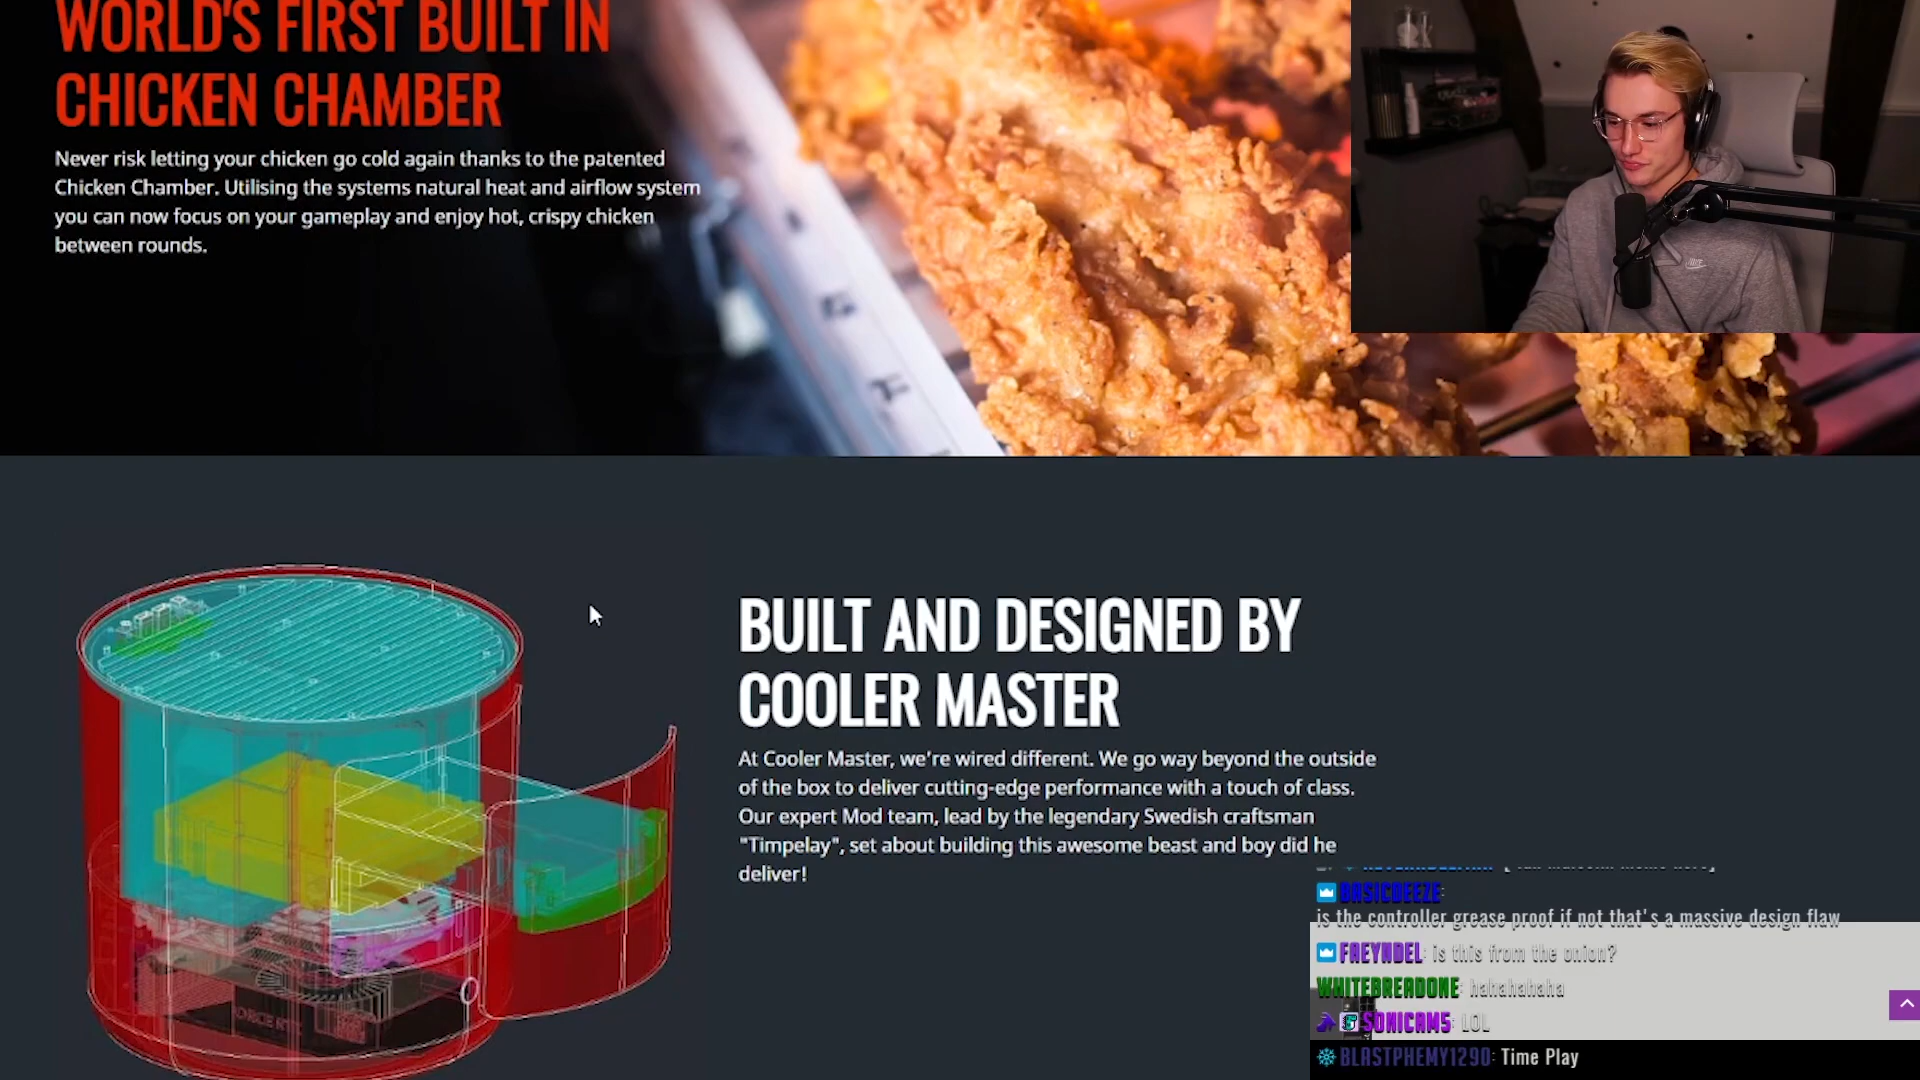 WORLD'S FIRST BUILT IN
CHICKEN CHAMBER
Never risk letting your chicken go cold again thanks to the patented
Chicken Chamber. Utilising the systems natural heat and airflow system
you can now focus on your gameplay and enjoy hot, crispy chicken
between rounds.
BUILT AND DESIGNED BY
COOLER MASTER
At Cooler Master, we're wired different. We go way beyond the outside
of the box to deliver cutting-edge performance with a touch of class.
Our expert Mod team, lead by the legendary Swedish craftsman
"Timpelay", set about building this awesome beast and boy did he
deliver!
BASICDEEZE:
is the controller grease proof if not that's a massive design flaw
FAEYNDEL: is this from the onion?
WHITEBREADONE: hahahahaha
SONICAM5: LOL
BLASTPHEMY1290: Time Play